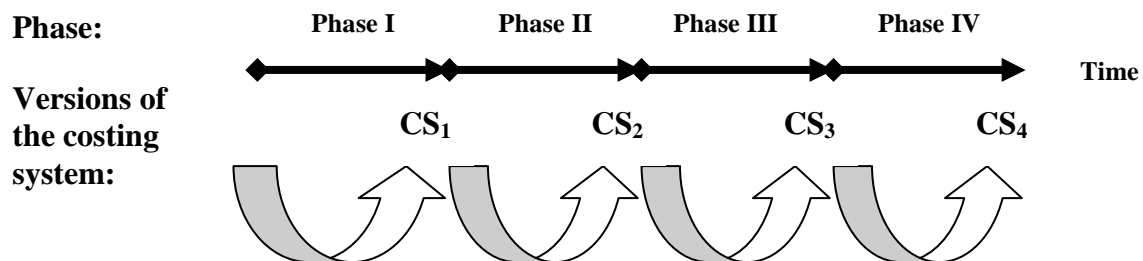 Phase: Phase I Phase II Phase III Phase IV
Time
Versions of
the costing
system:
CS₁ CS₂ CS₃ CS₄